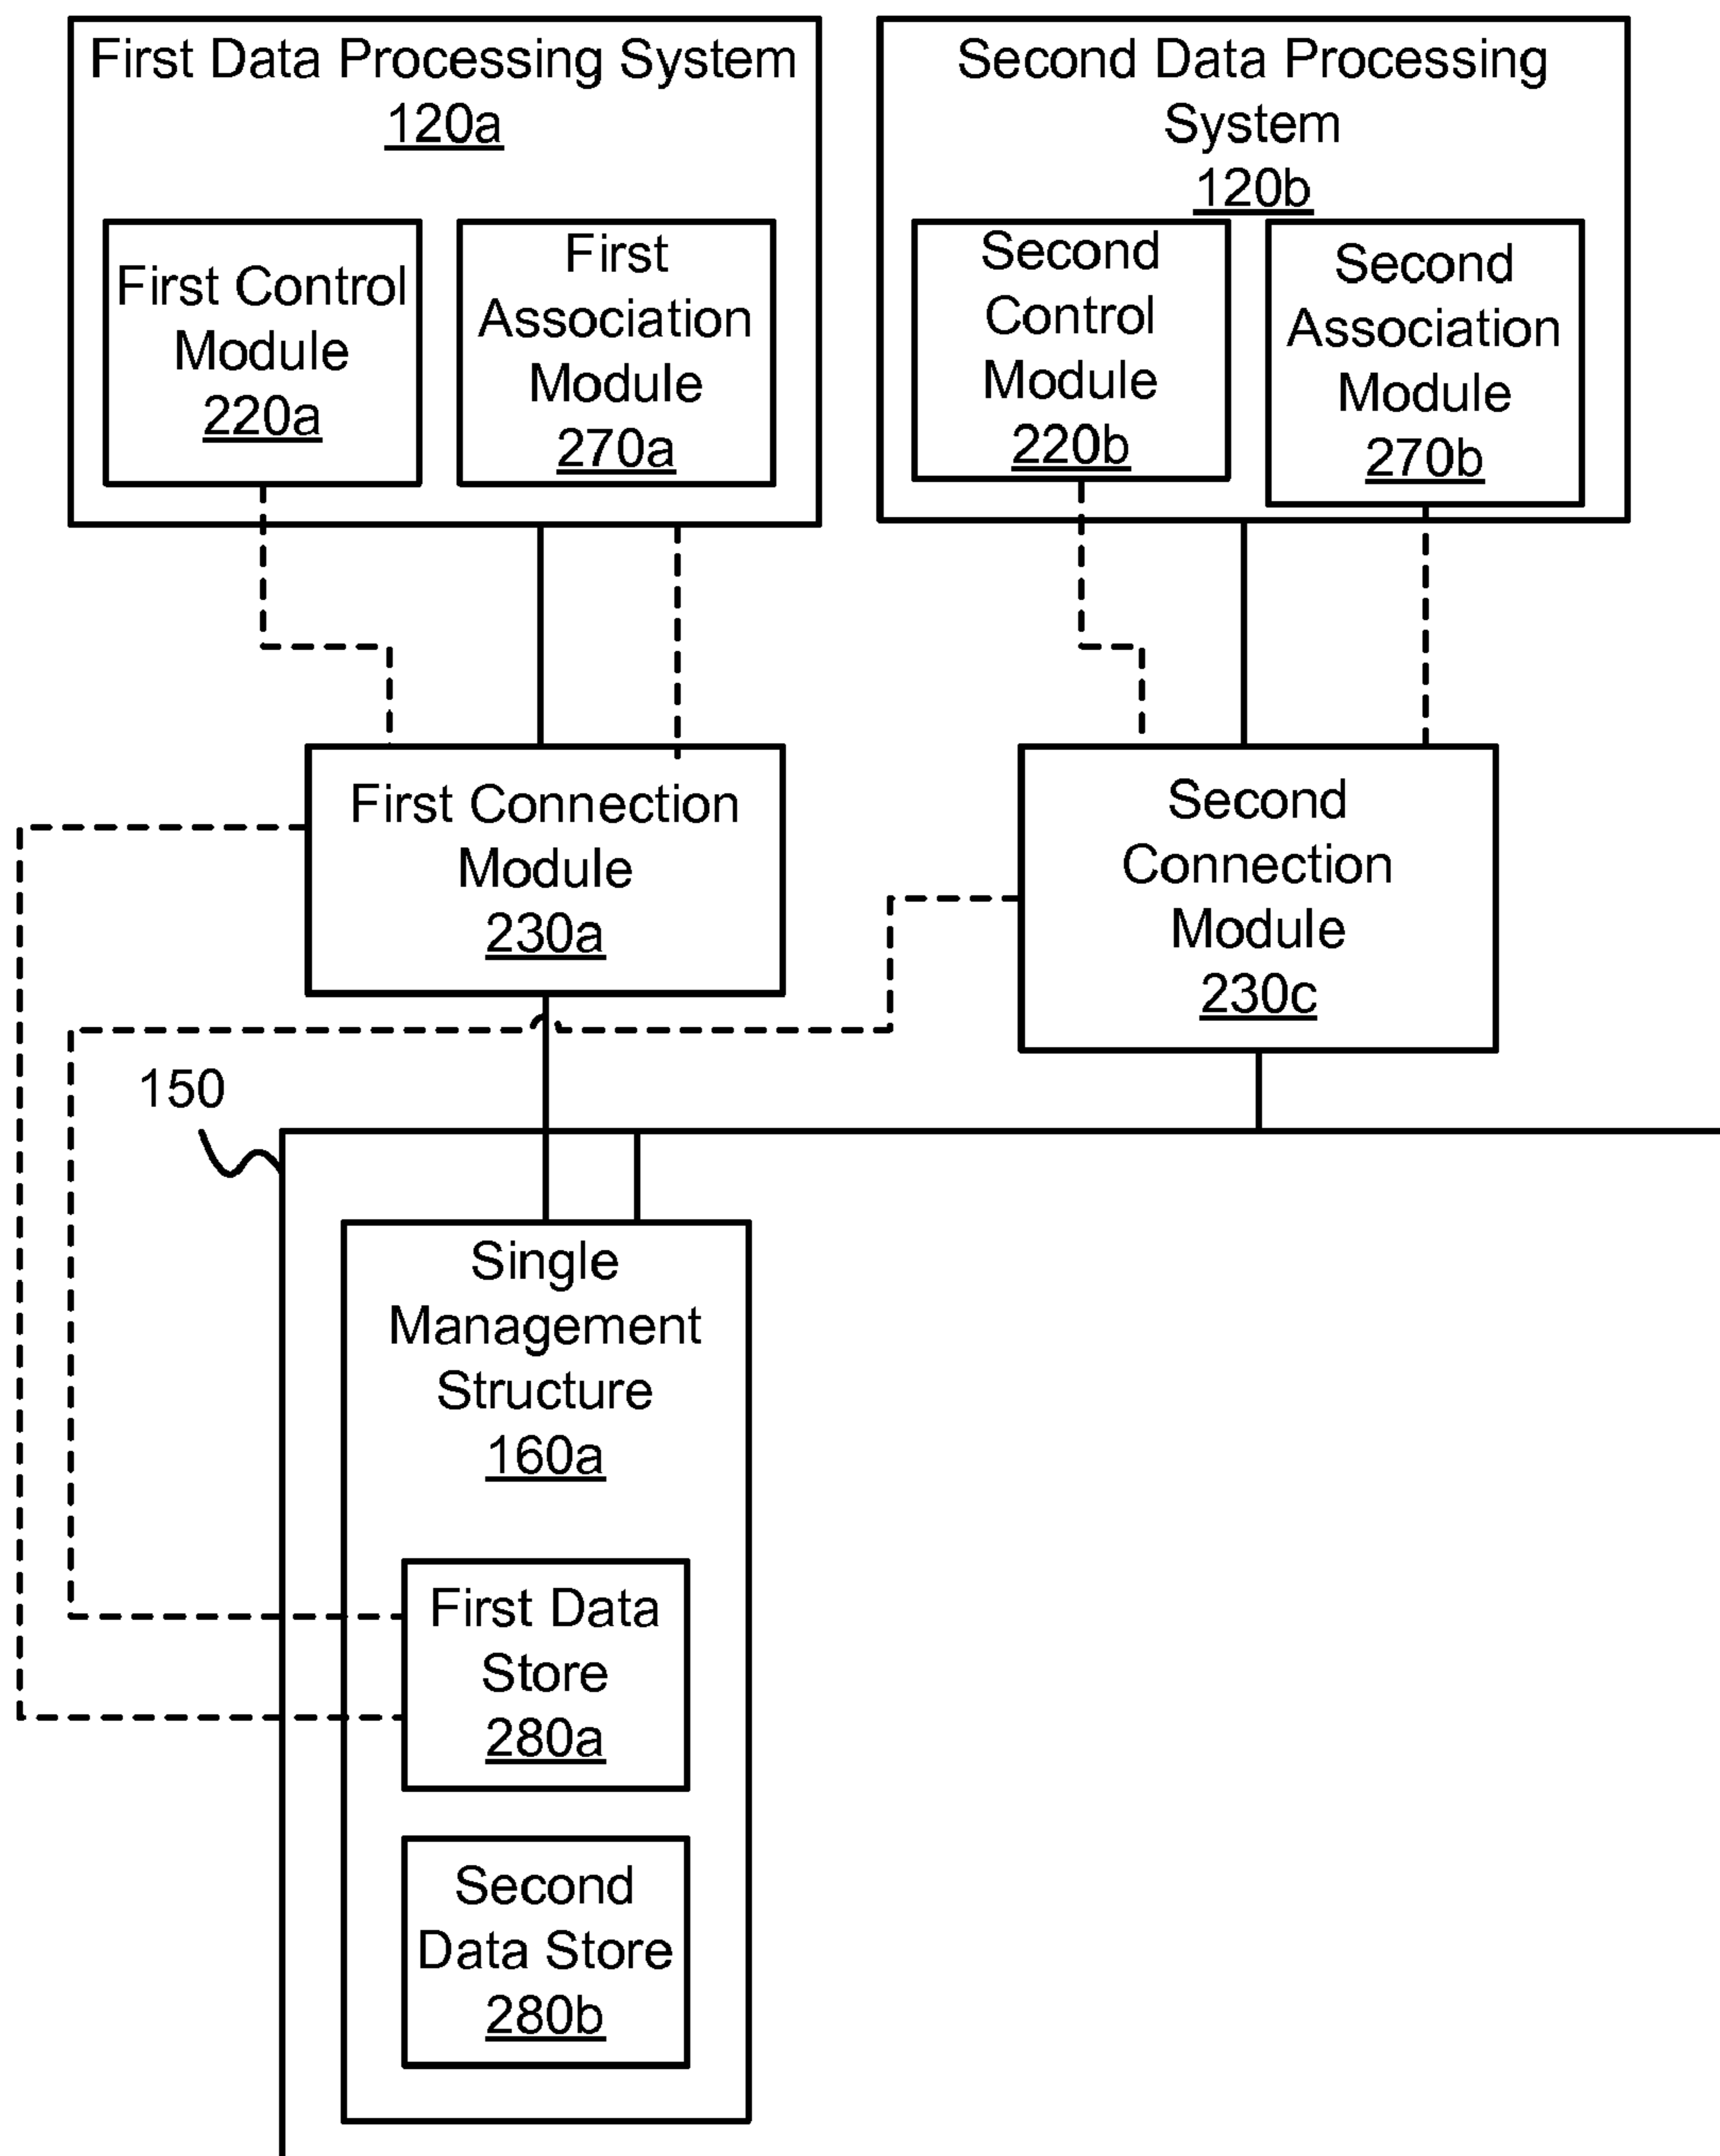 First Data Processing System
120a
First Control
Module
220a
First
Association
Module
270a
Second Data Processing
System
120b
Second
Control
Module
220b
Second
Association
Module
270b
First Connection
Module
230a
Second
Connection
Module
230c
150
Single
Management
Structure
160a
First Data
Store
280a
Second
Data Store
280b